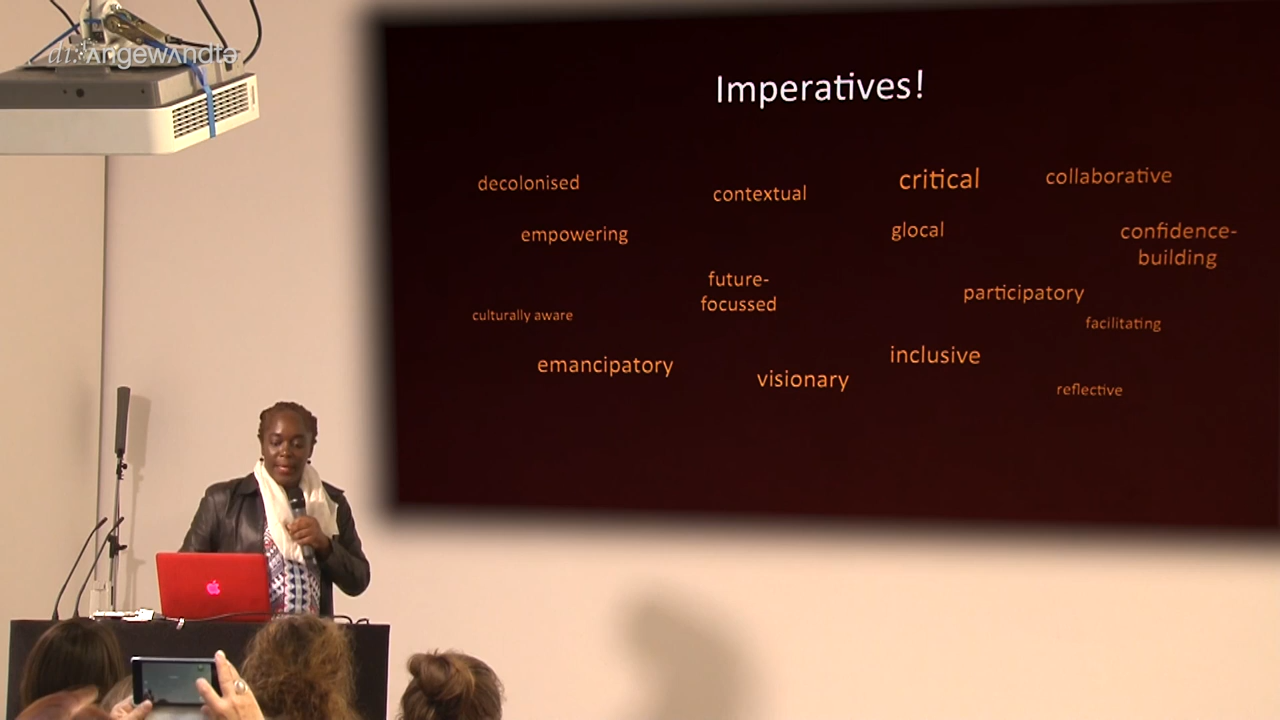 di: Angewandte
Imperatives!
decolonised
contextual
critical
collaborative
empowering
glocal
confidence-
building
future-
focussed
participatory
culturally aware
facilitating
emancipatory
visionary
inclusive
reflective